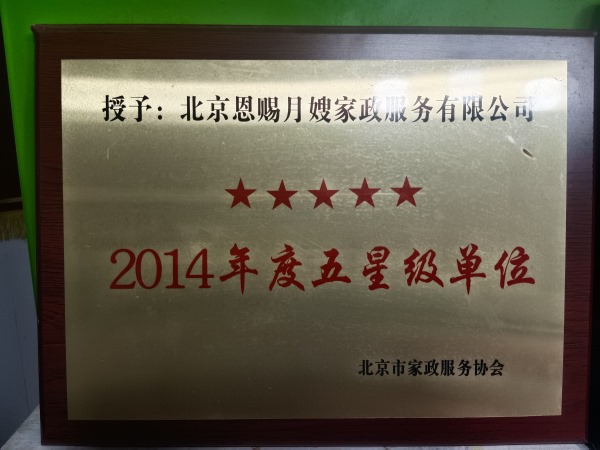 授予：北京恩赐月嫂家政服务有限公司
★★★★★
2014年度五星级单位
北京市家政服务协会